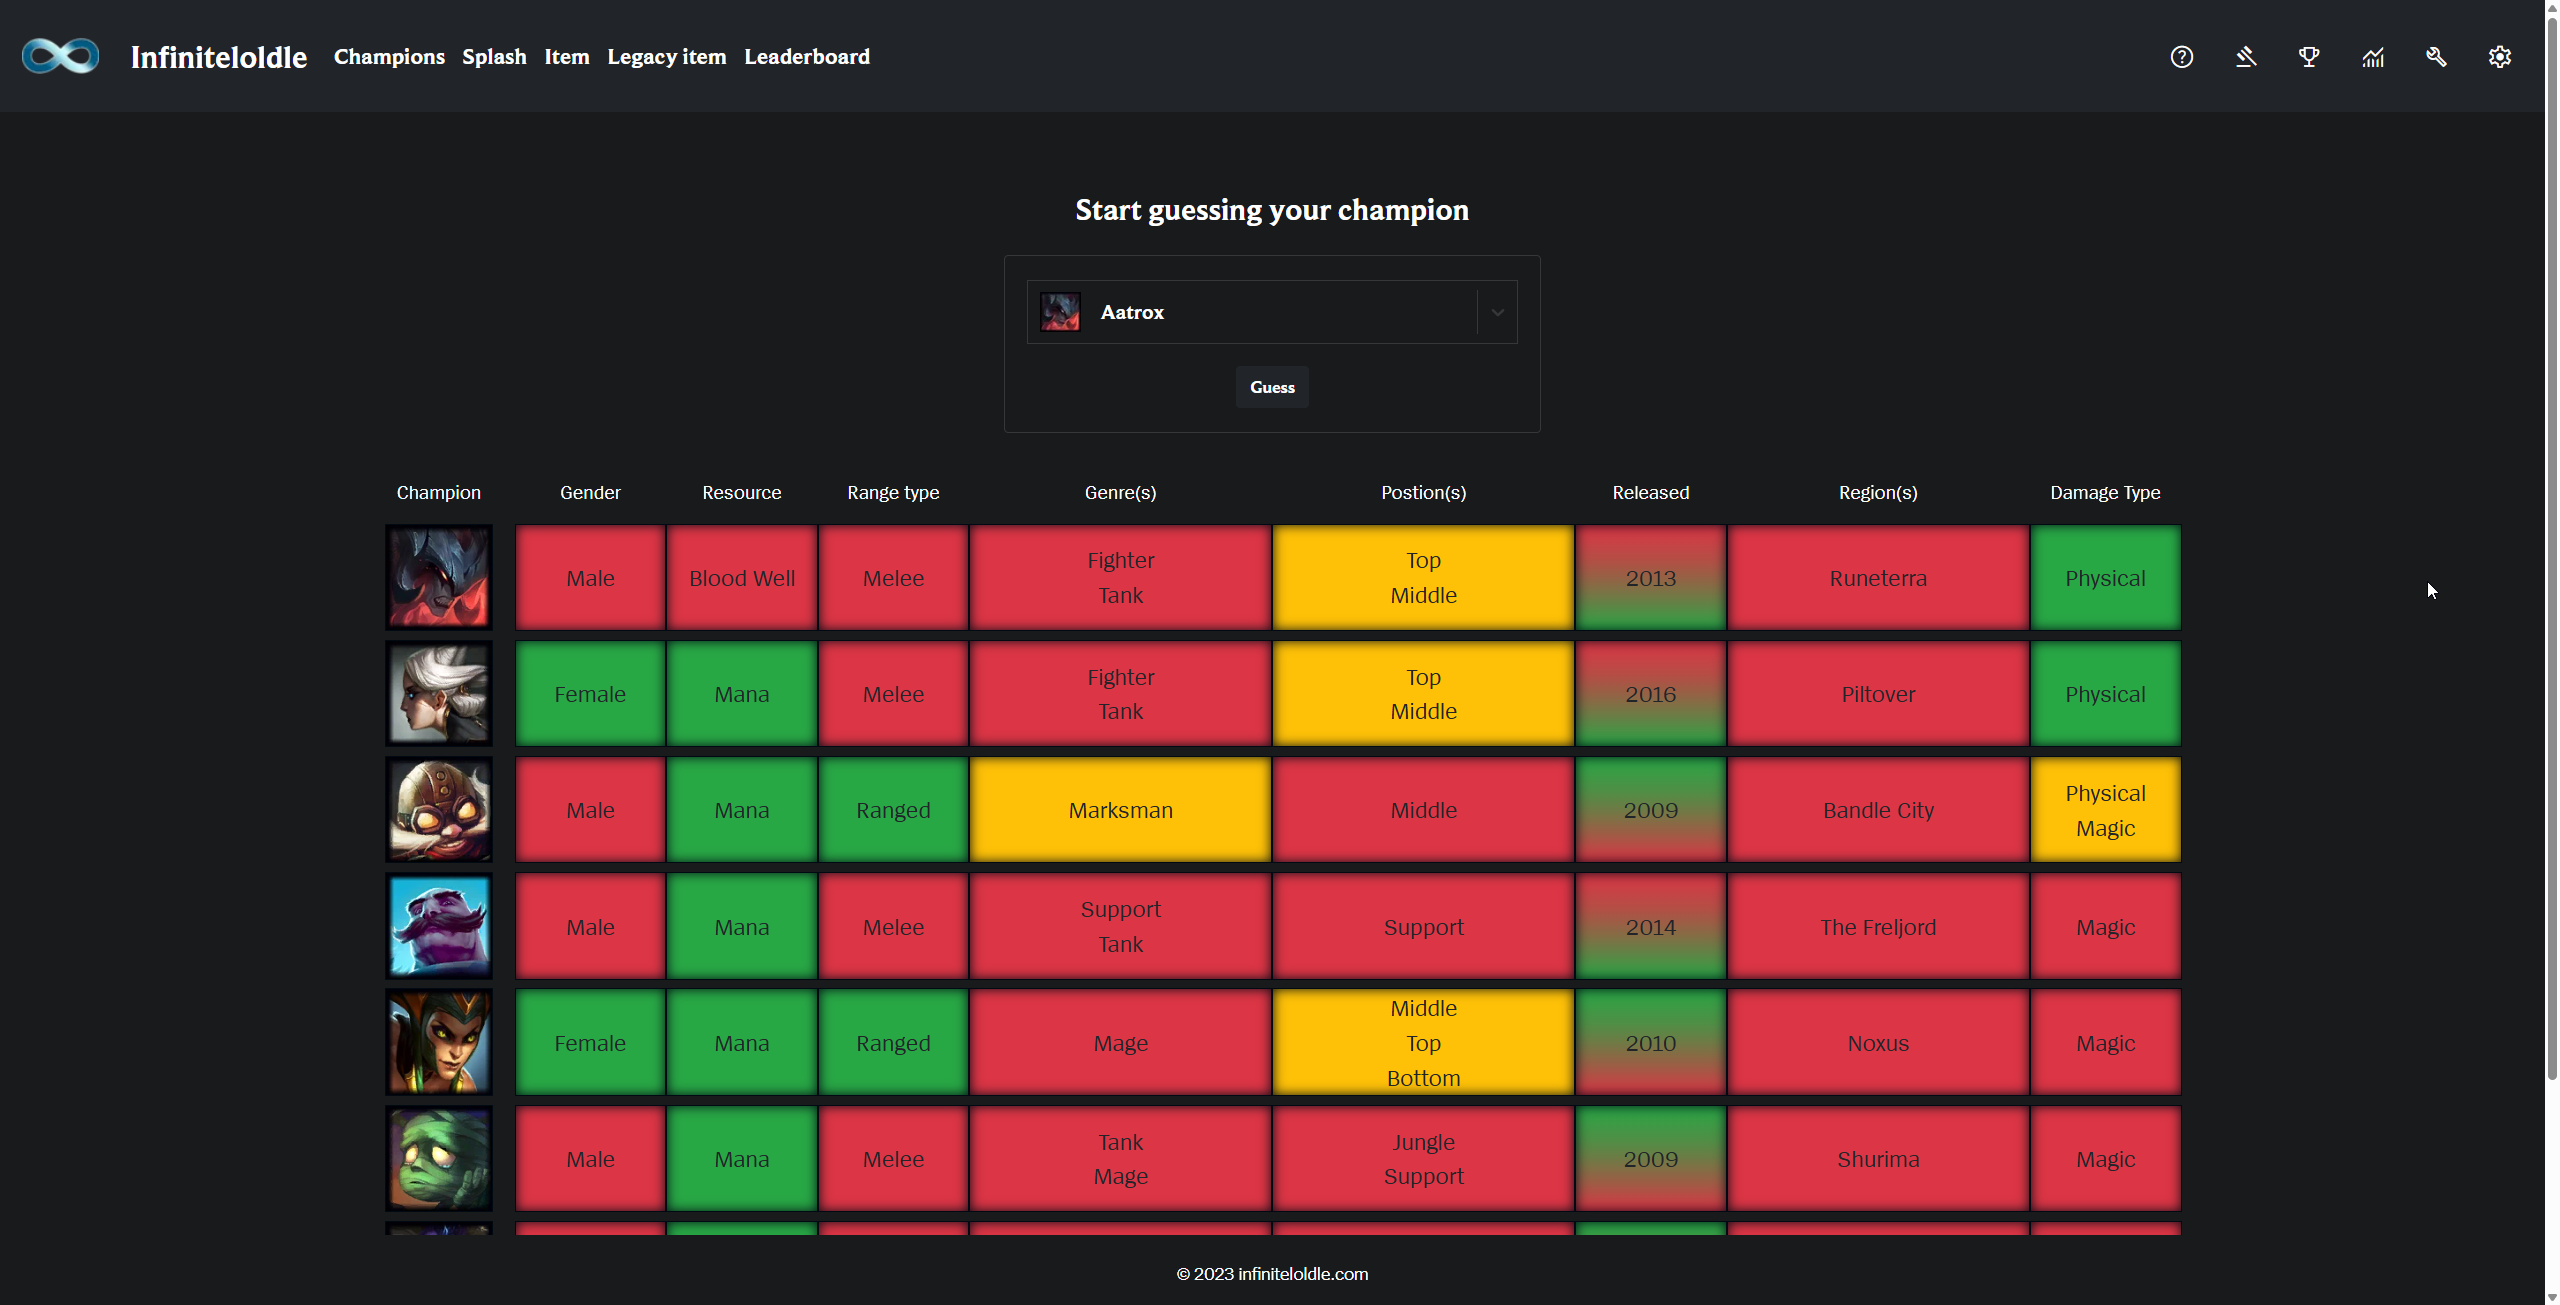 Infiniteloldle Champions Splash Item Legacy item Leaderboard
Start guessing your champion
Aatrox
Guess
Champion Gender Resource Range type Genre(s) Postion(s) Released Region(s) Damage Type
Male Blood Well Melee Fighter Tank Top Middle 2013 Runeterra Physical
Female Mana Melee Fighter Tank Top Middle 2016 Piltover Physical
Male Mana Ranged Marksman Middle 2009 Bandle City Physical Magic
Male Mana Melee Support Tank Support 2014 The Freljord Magic
Female Mana Ranged Mage Middle Top Bottom 2010 Noxus Magic
Male Mana Melee Tank Mage Jungle Support 2009 Shurima Magic
© 2023 infiniteloldle.com